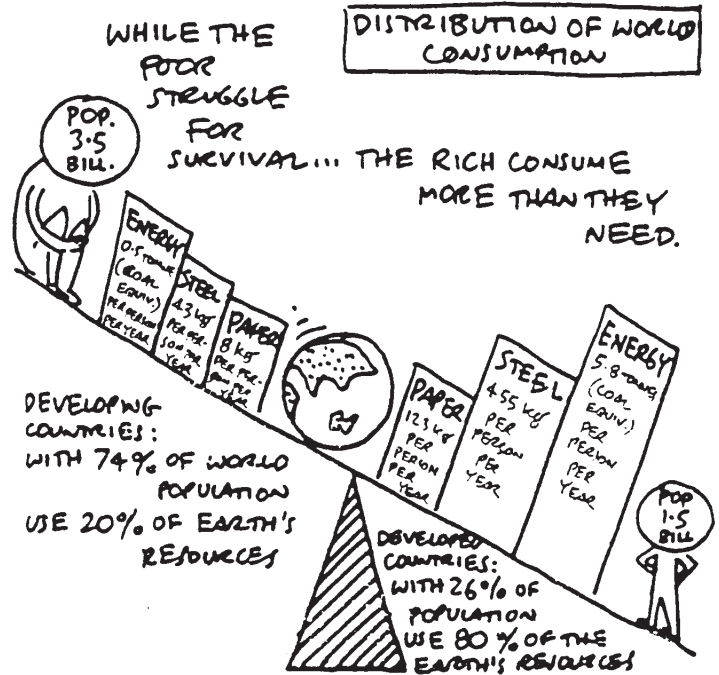 DISTRIBUTION OF WORLD
CONSUMPTION
WHILE THE
POOR
STRUGGLE
FOR
SURVIVAL... THE RICH CONSUME
MORE THAN THEY
NEED.
POP.
3.5
BILL.
ENERGY
0.5 TONNE
(COAL
EQUIV.)
PER PERSON
PER YEAR
STEEL
43 kg
PER PER-
SON PER
YEAR
PAPER
8 kg
PER PER-
SON PER
YEAR
PAPER
123 kg
PER
PERSON
PER
YEAR
STEEL
455 kg
PER
PERSON
PER
YEAR
ENERGY
5.8 TONNES
(COAL
EQUIV.)
PER
PERSON
PER
YEAR
POP
1.5
BILL
DEVELOPING
COUNTRIES:
WITH 74% OF WORLD
POPULATION
USE 20% OF EARTH'S
RESOURCES
DEVELOPED
COUNTRIES:
WITH 26% OF
POPULATION
USE 80% OF THE
EARTH'S RESOURCES